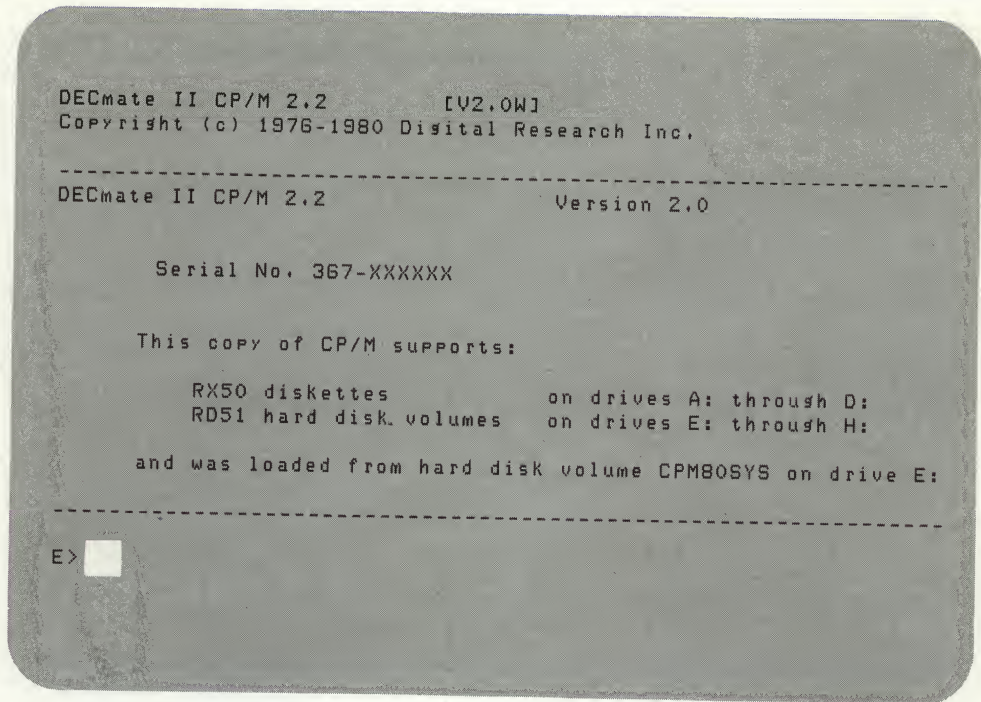 DECmate II CP/M 2.2 [V2.0W]
Copyright (c) 1976-1980 Digital Research Inc.
--------------------------------------------------------------------
DECmate II CP/M 2.2 Version 2.0
Serial No. 367-XXXXXX
This copy of CP/M supports:
RX50 diskettes on drives A: through D:
RD51 hard disk volumes on drives E: through H:
and was loaded from hard disk volume CPM80SYS on drive E:
--------------------------------------------------------------------
E>